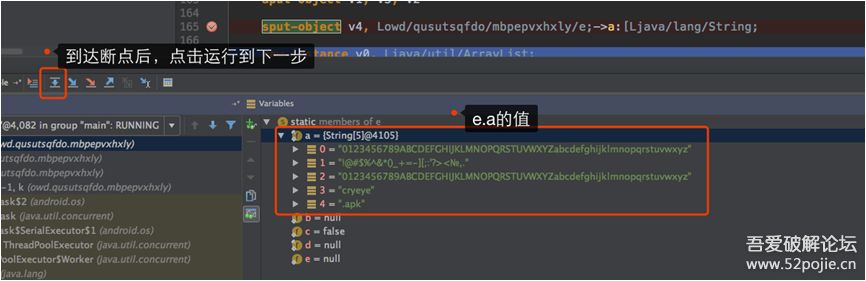 164
165
166
sput-object v4, Lowd/qusutsqfdo/mbpepvxhxly/e;->a:[Ljava/lang/String;
instance v0, Ljava/util/ArrayList;
到达断点后，点击运行到下一步
Variables
e.a的值
@4,082 in group "main": RUNNING
wd.qusutsqfdo.mbpepvxhxly)
utsqfdo.mbpepvxhxly)
-1, k (owd.qusutsqfdo.mbpepvxhxly)
ask$2 (android.os)
ask (java.util.concurrent)
ask$SerialExecutor$1 (android.os)
ThreadPoolExecutor (java.util.concurrent)
oolExecutor$Worker (java.util.concurrent)
(java.lang)
static members of e
a = {String[5]@4105}
0 = "0123456789ABCDEFGHIJKLMNOPQRSTUVWXYZabcdefghijklmnopqrstuvwxyz"
1 = "!@#$%^&*()_+=-][;:'?><№,."
2 = "0123456789ABCDEFGHIJKLMNOPQRSTUVWXYZabcdefghijklmnopqrstuvwxyz"
3 = "cryeye"
4 = ".apk"
b = null
c = false
d = null
e = null
吾爱破解论坛
www.52pojie.cn